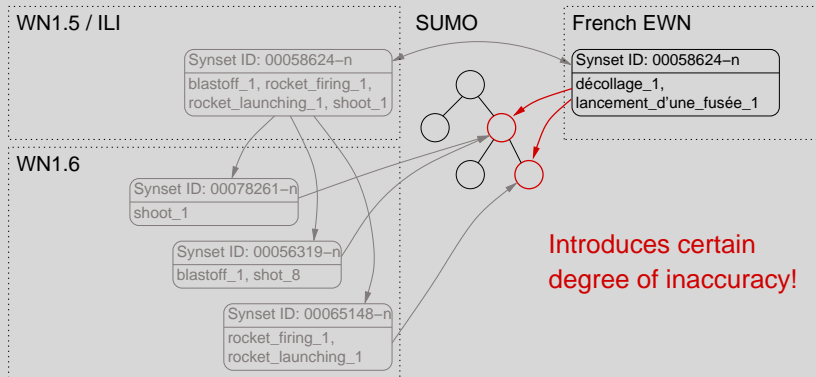 WN1.5 / ILI
Synset ID: 00058624−n
blastoff_1, rocket_firing_1,
rocket_launching_1, shoot_1
SUMO
French EWN
Synset ID: 00058624−n
décollage_1,
lancement_d'une_fusée_1
WN1.6
Synset ID: 00078261−n
shoot_1
Synset ID: 00056319−n
blastoff_1, shot_8
Synset ID: 00065148−n
rocket_firing_1,
rocket_launching_1
Introduces certain
degree of inaccuracy!